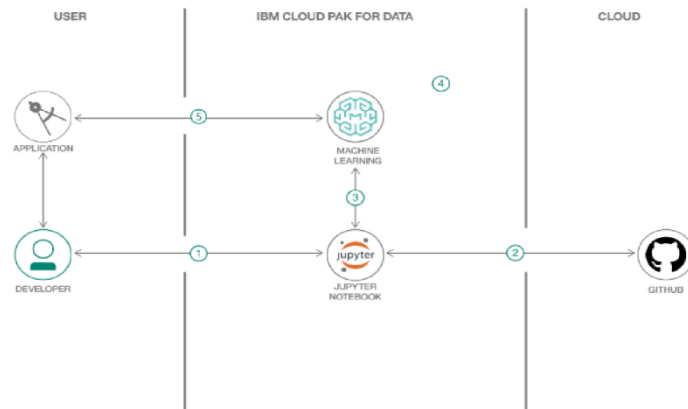 USER
IBM CLOUD PAK FOR DATA
CLOUD
4
5
APPLICATION
MACHINE
LEARNING
3
1
jupyter
2
DEVELOPER
JUPYTER
NOTEBOOK
GITHUB